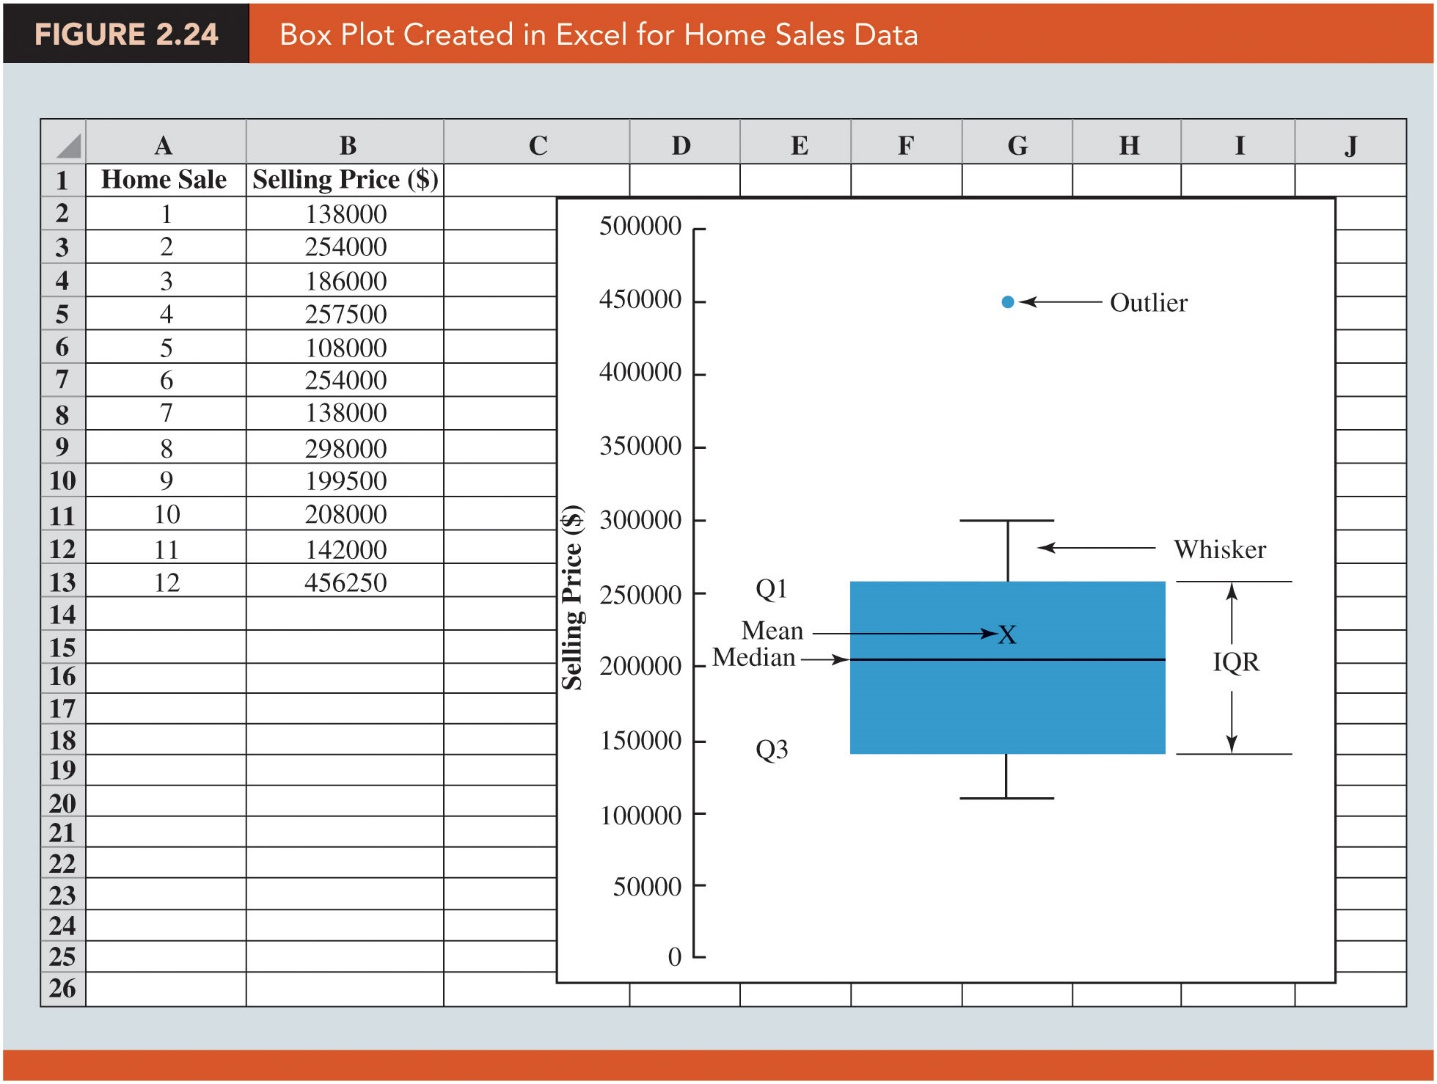 FIGURE 2.24 Box Plot Created in Excel for Home Sales Data
A B C D E F G H I J
1 Home Sale Selling Price ($)
2 1 138000
3 2 254000
4 3 186000
5 4 257500
6 5 108000
7 6 254000
8 7 138000
9 8 298000
10 9 199500
11 10 208000
12 11 142000
13 12 456250
14
15
16
17
18
19
20
21
22
23
24
25
26
Selling Price ($)
500000
450000
400000
350000
300000
250000
200000
150000
100000
50000
0
Outlier
Whisker
Q1
Mean
X
Median
IQR
Q3